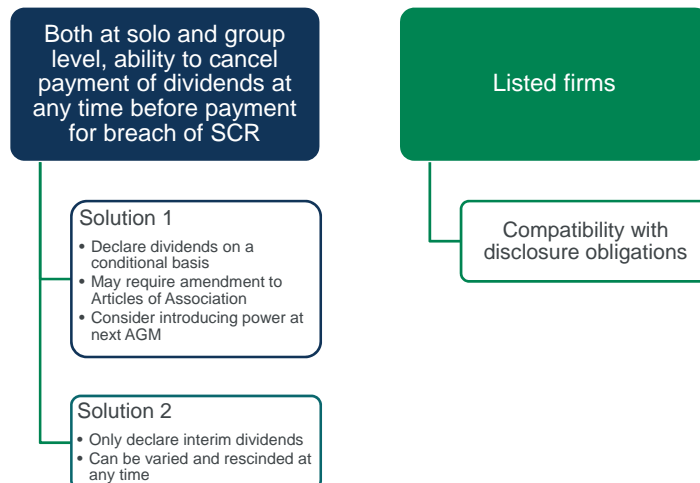 Both at solo and group
level, ability to cancel
payment of dividends at
any time before payment
for breach of SCR
Solution 1
• Declare dividends on a
conditional basis
• May require amendment to
Articles of Association
• Consider introducing power at
next AGM
Solution 2
• Only declare interim dividends
• Can be varied and rescinded at
any time
Listed firms
Compatibility with
disclosure obligations